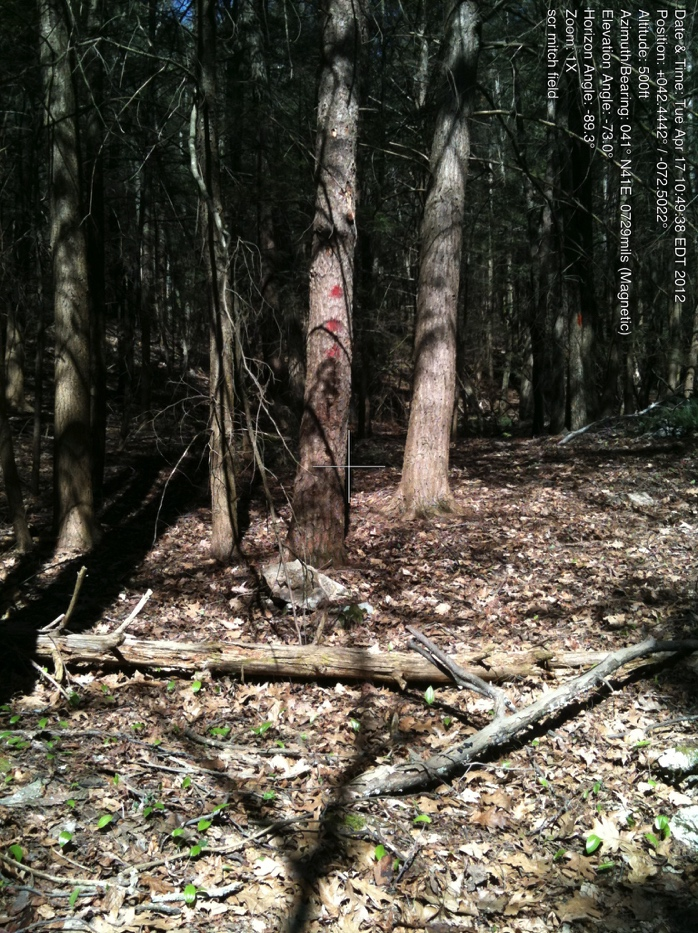 Date & Time: Tue Apr 17 10:49:38 EDT 2012
Position: +042.4442° / -072.5022°
Altitude: 500ft
Azimuth/Bearing: 041° N41E 0729mils (Magnetic)
Elevation Angle: -73.0°
Horizon Angle: -89.3°
Zoom: 1X
scr mitch field